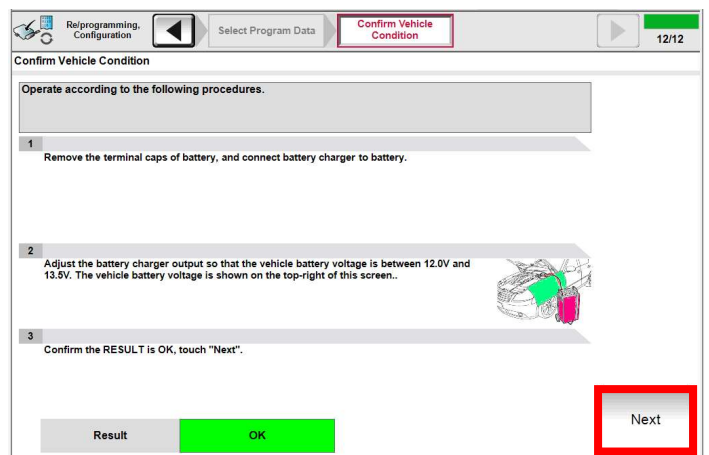 Re/programming,
Configuration
Select Program Data
Confirm Vehicle
Condition
12/12
Confirm Vehicle Condition
Operate according to the following procedures.
1
Remove the terminal caps of battery, and connect battery charger to battery.
2
Adjust the battery charger output so that the vehicle battery voltage is between 12.0V and
13.5V. The vehicle battery voltage is shown on the top-right of this screen..
3
Confirm the RESULT is OK, touch "Next".
Next
Result
OK